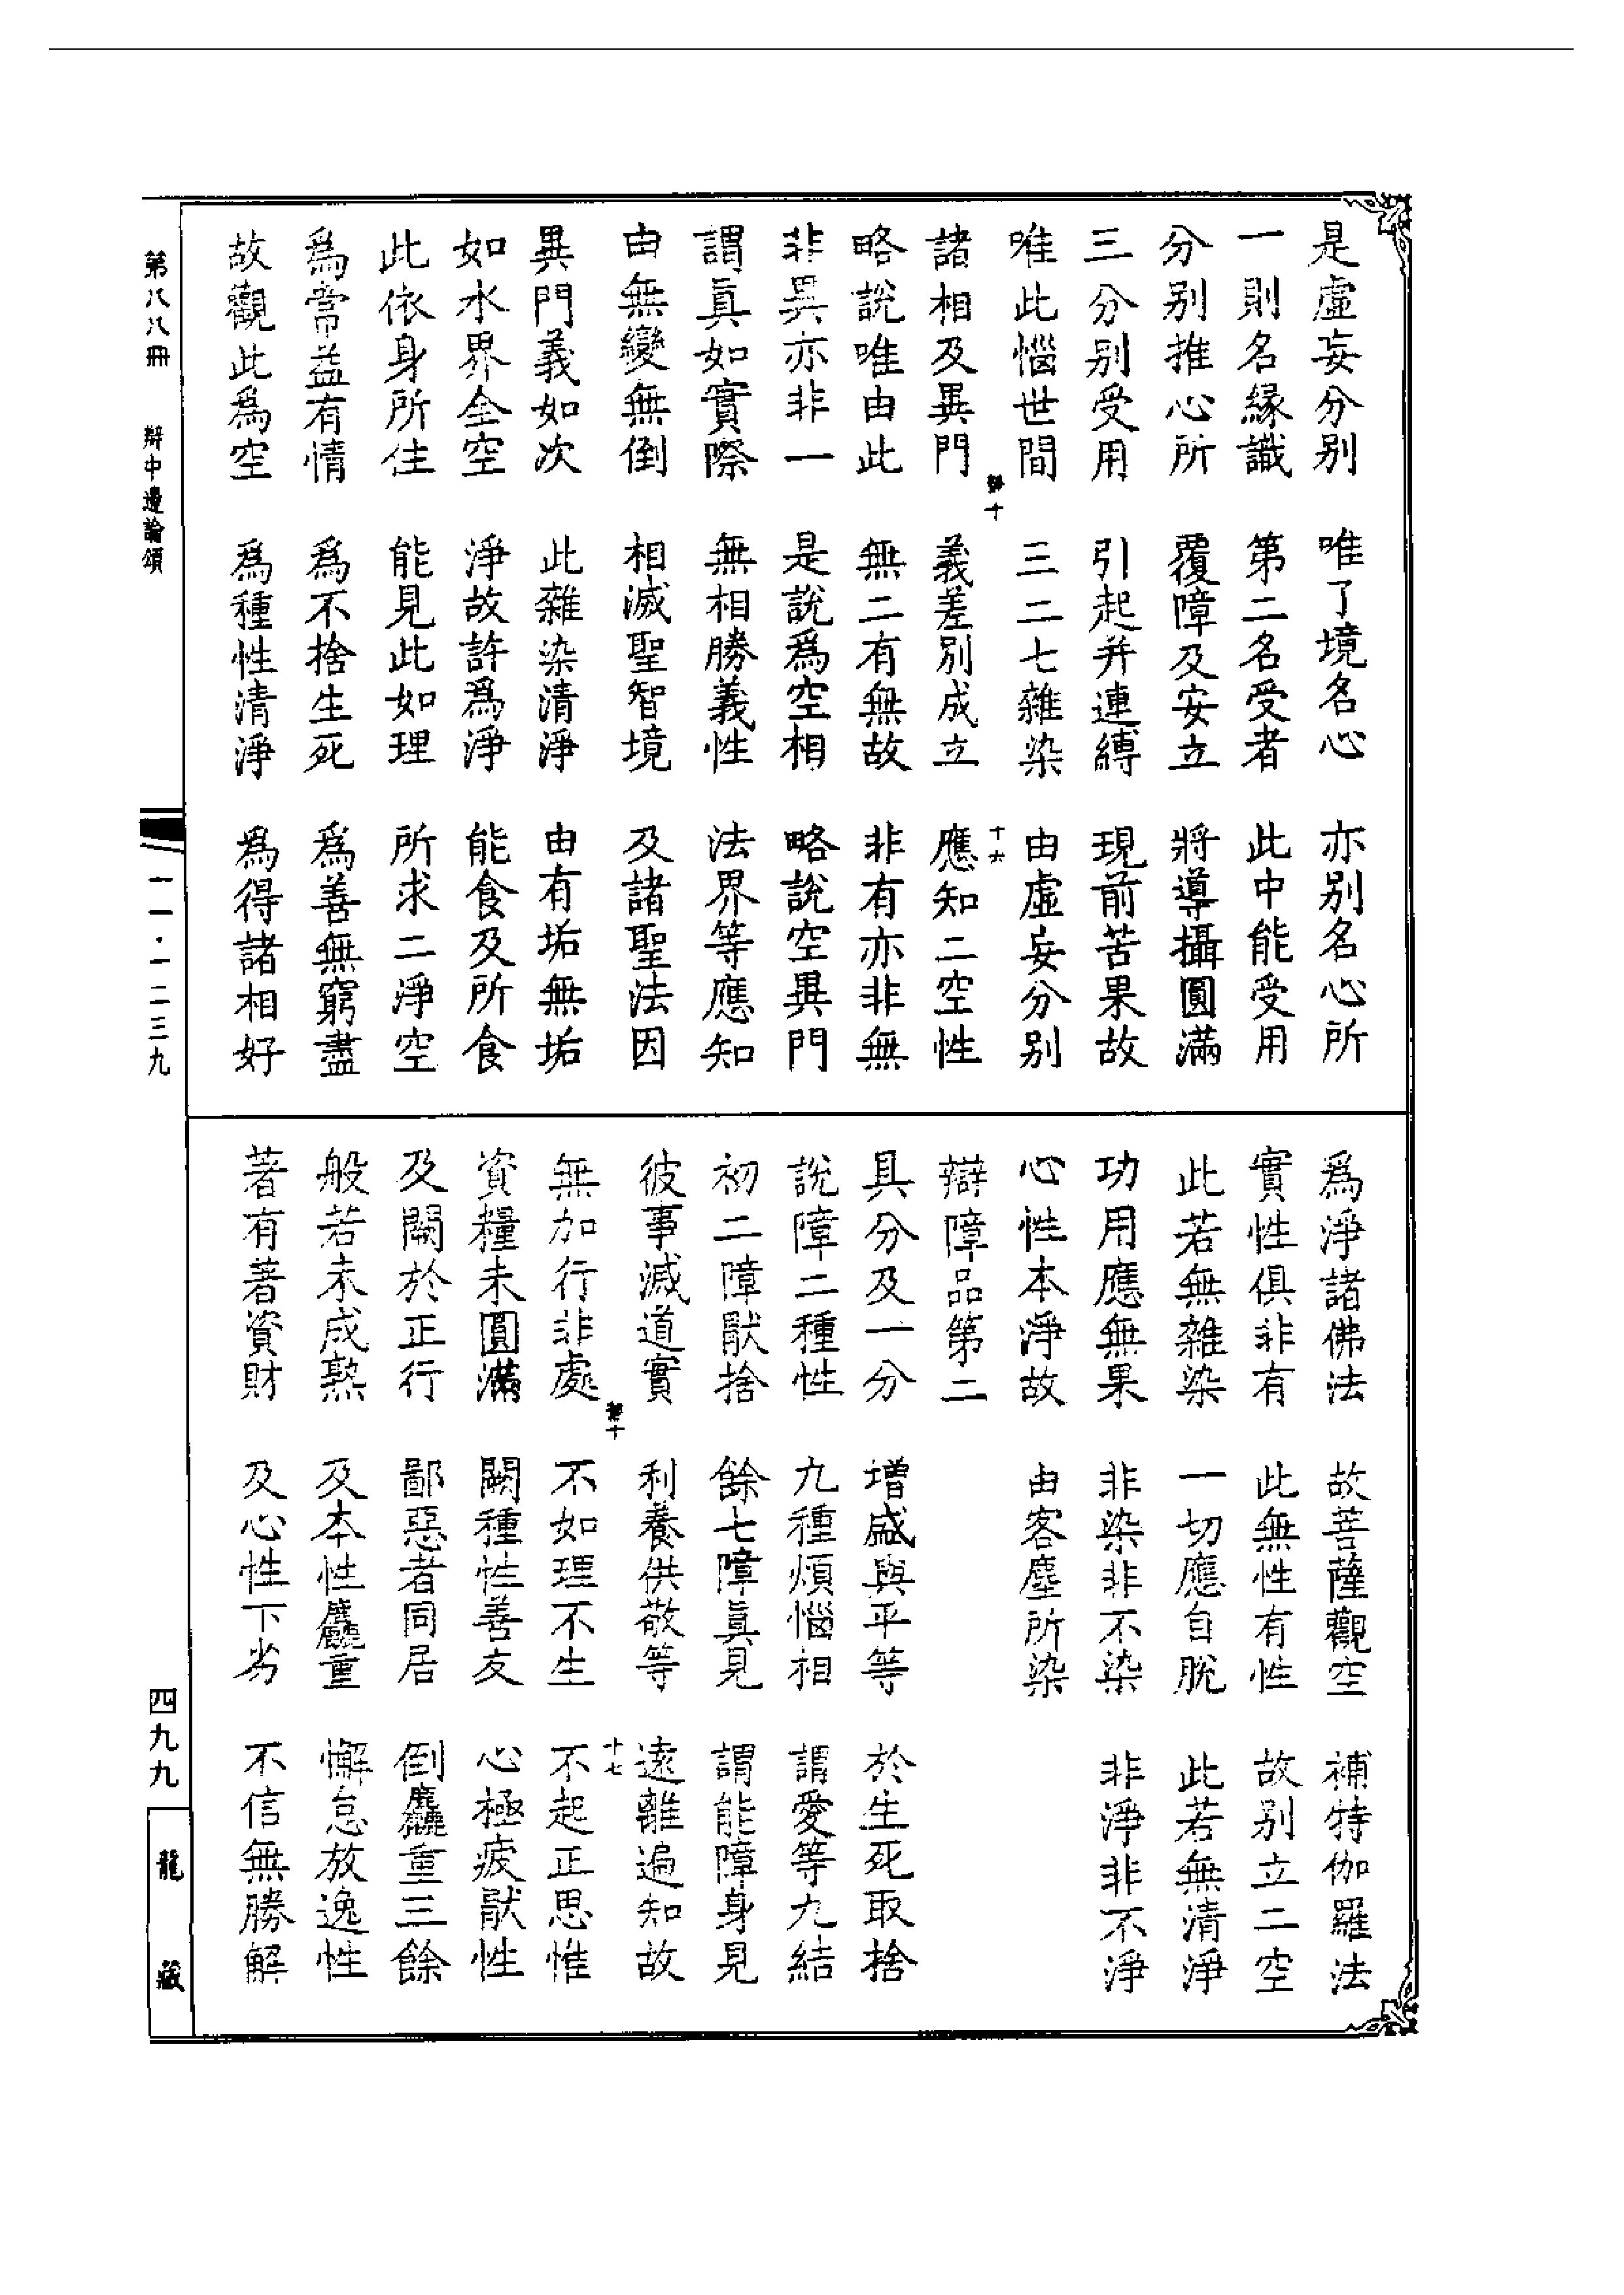 是虛妄分别　唯了境名心　亦别名心所
一則名緣識　第二名受者　此中能受用
分别推心所　覆障及安立　將導攝圓滿
三分别受用　引起并連縛　現前苦果故
唯此惱世間　三二七雜染　由虛妄分别
十　十六
諸相及異門　義差别成立　應知二空性
略說唯由此　無二有無故　非有亦非無
非異亦非一　是說爲空相　略說空異門
謂眞如實際　無相勝義性　法界等應知
由無變無倒　相滅聖智境　及諸聖法因
異門義如次　此雜染清淨　由有垢無垢
如水界全空　淨故許爲淨　能食及所食
此依身所住　能見此如理　所求二淨空
爲常益有情　爲不捨生死　爲善無窮盡
故觀此爲空　爲種性清淨　爲得諸相好
爲淨諸佛法　故菩薩觀空　補特伽羅法
實性俱非有　此無性有性　故别立二空
此若無雜染　一切應自脫　此若無清淨
功用應無果　非染非不染　非淨非不淨
心性本淨故　由客塵所染
辯障品第二
具分及一分　增盛與平等　於生死取捨
說障二種性　九種煩惱相　謂愛等九結
初二障猒捨　餘七障眞見　謂能障身見
彼事滅道實　利養供敬等　遠離遍知故
十　十七
無加行非處　不如理不生　不起正思惟
資糧未圓滿　闕種性善友　心極疲猒性
及闕於正行　鄙惡者同居　倒麤重三餘
般若未成熟　及本性麤重　懈怠放逸性
著有著資財　及心性下劣　不信無勝解
第八八冊　辯中邊論頌　一一·一二三九　四九九　龍藏